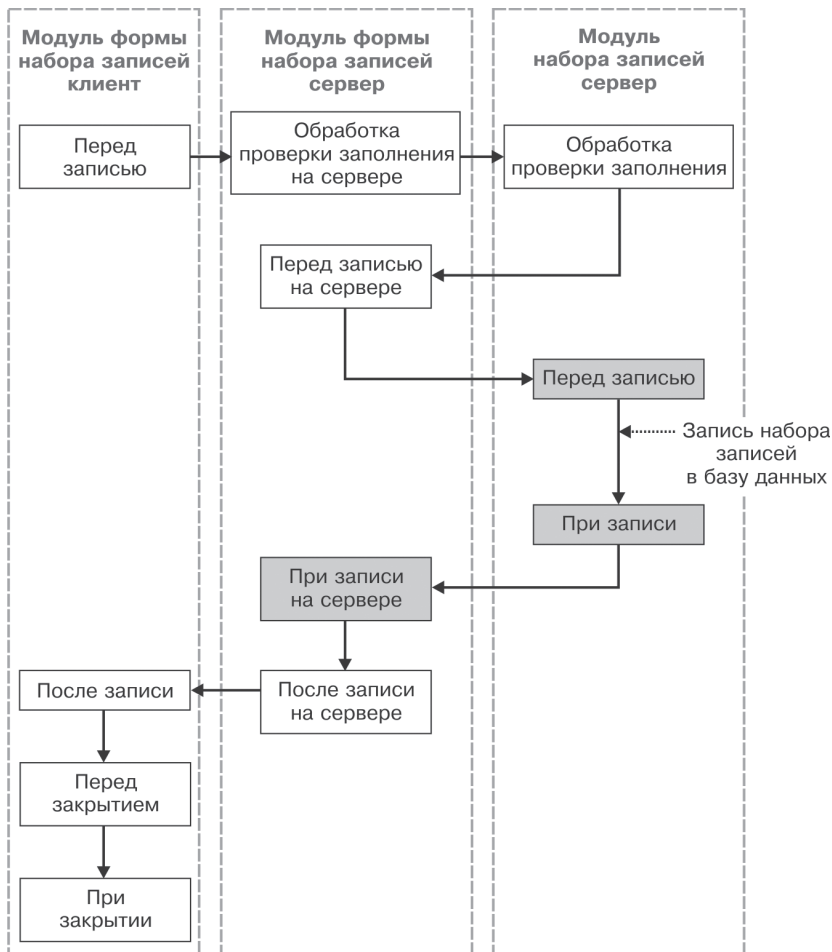 Модуль формы
набора записей
клиент
Модуль формы
набора записей
сервер
Модуль
набора записей
сервер
Перед
записью
Обработка
проверки заполнения
на сервере
Обработка
проверки заполнения
Перед записью
на сервере
Перед записью
Запись набора
записей
в базу данных
При записи
При записи
на сервере
После записи
на сервере
После записи
Перед
закрытием
При
закрытии